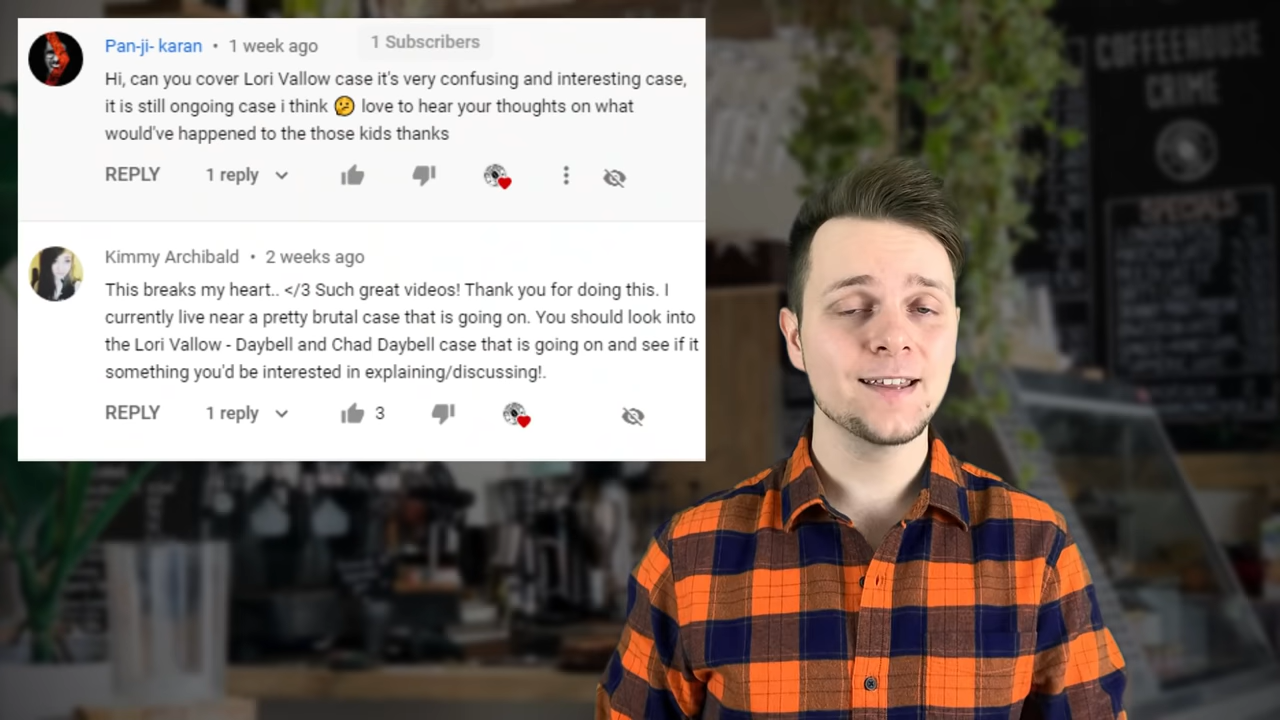 Pan-ji- karan • 1 week ago
1 Subscribers
Hi, can you cover Lori Vallow case it's very confusing and interesting case,
it is still ongoing case i think 😕 love to hear your thoughts on what
would've happened to the those kids thanks
REPLY 1 reply
Kimmy Archibald • 2 weeks ago
This breaks my heart.. </3 Such great videos! Thank you for doing this. I
currently live near a pretty brutal case that is going on. You should look into
the Lori Vallow - Daybell and Chad Daybell case that is going on and see if it
something you'd be interested in explaining/discussing!.
REPLY 1 reply 3
COFFEEHOUSE
CRIME
SPECIALS